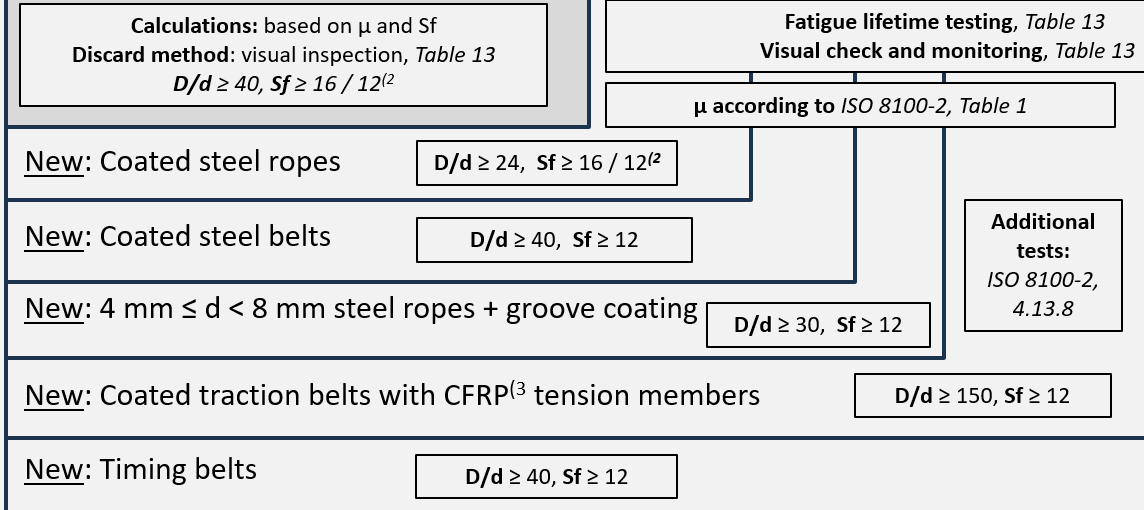 Calculations: based on μ and Sf
Discard method: visual inspection, Table 13
D/d ≥ 40, Sf ≥ 16 / 12(2
Fatigue lifetime testing, Table 13
Visual check and monitoring, Table 13
μ according to ISO 8100-2, Table 1
New: Coated steel ropes
D/d ≥ 24, Sf ≥ 16 / 12(2
New: Coated steel belts
D/d ≥ 40, Sf ≥ 12
Additional
tests:
ISO 8100-2,
4.13.8
New: 4 mm ≤ d < 8 mm steel ropes + groove coating
D/d ≥ 30, Sf ≥ 12
New: Coated traction belts with CFRP(3 tension members
D/d ≥ 150, Sf ≥ 12
New: Timing belts
D/d ≥ 40, Sf ≥ 12